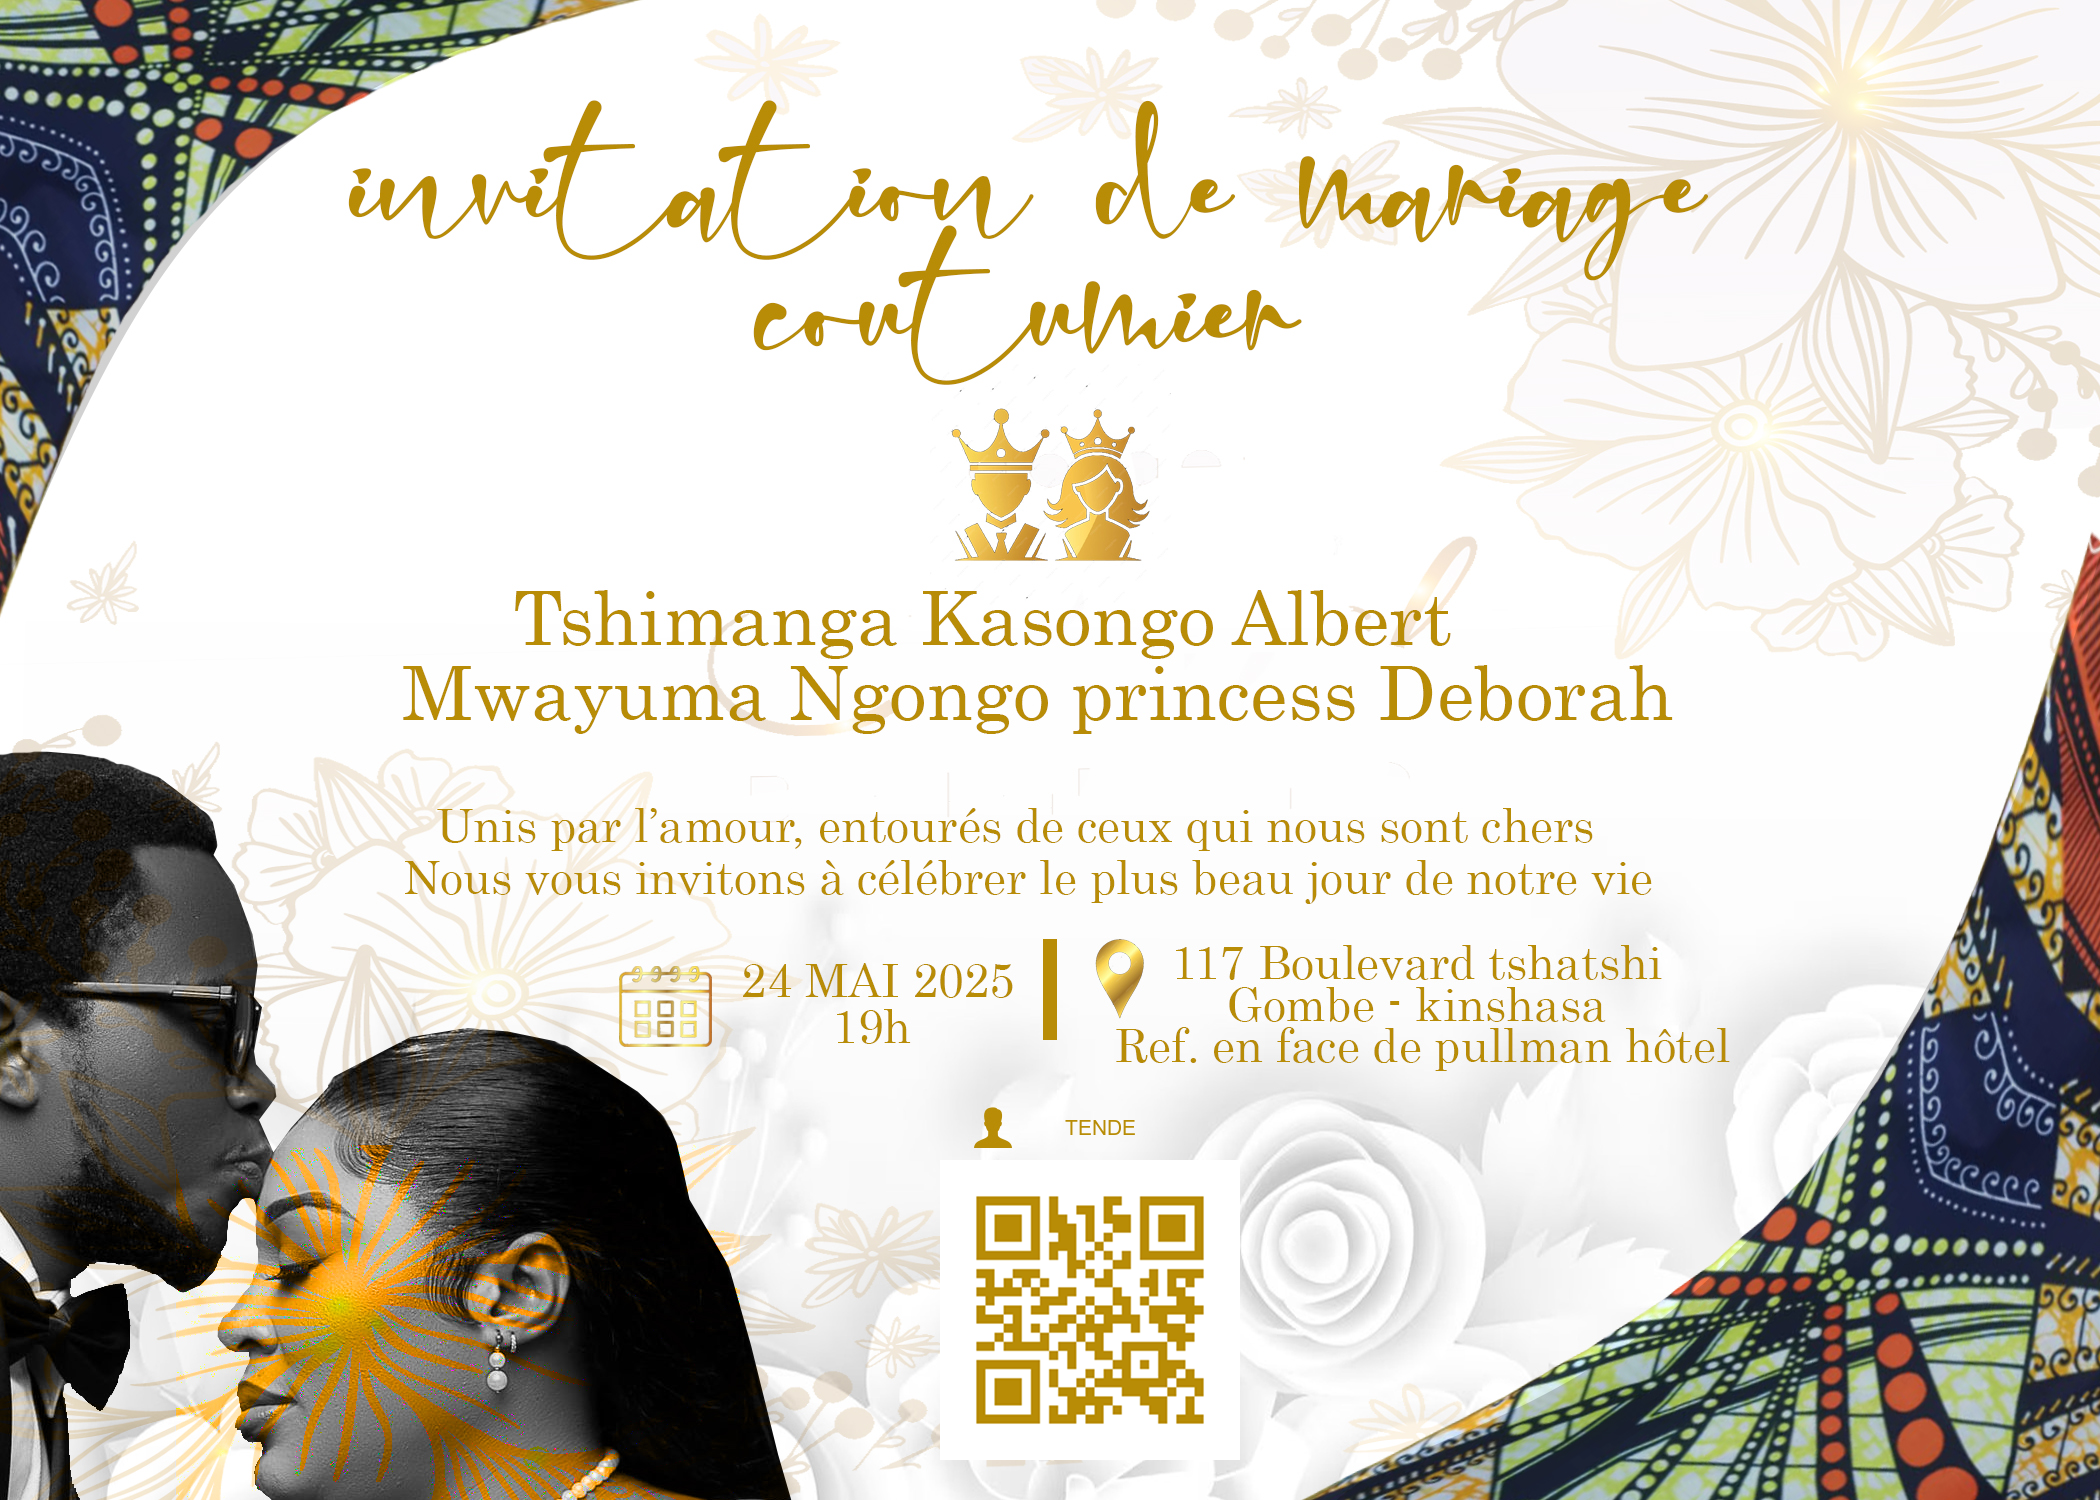 invitation de mariage
coutumier
Tshimanga Kasongo Albert
Mwayuma Ngongo princess Deborah
Unis par l'amour, entourés de ceux qui nous sont chers
Nous vous invitons à célébrer le plus beau jour de notre vie
24 MAI 2025
19h
117 Boulevard tshatshi
Gombe - kinshasa
Ref. en face de pullman hôtel
TENDE